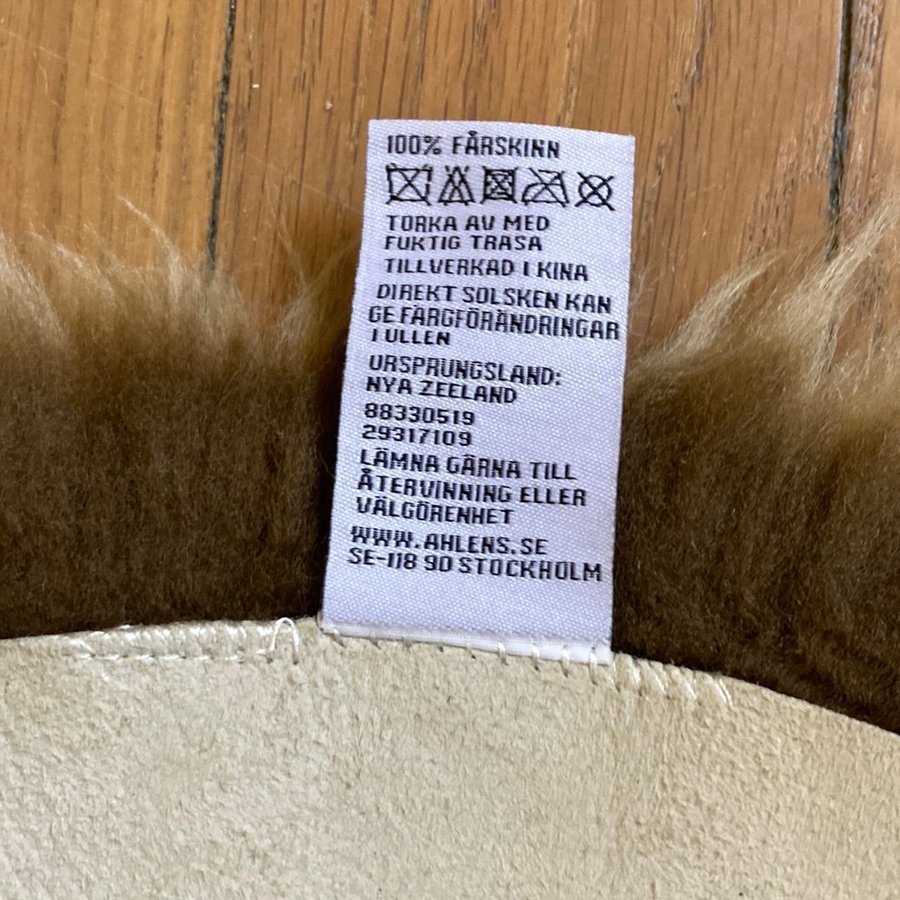 100% FÅRSKINN
TORKA AV MED
FUKTIG TRASA
TILLVERKAD I KINA
DIREKT SOLSKEN KAN
GE FÄRGFÖRÄNDRINGAR
I ULLEN
URSPRUNGSLAND:
NYA ZEELAND
88330519
29317109
LÄMNA GÄRNA TILL
ÅTERVINNING ELLER
VÄLGÖRENHET
WWW.AHLENS.SE
SE-118 90 STOCKHOLM